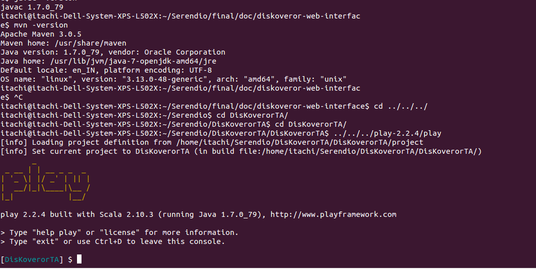 javac 1.7.0_79
itachi@itachi-Dell-System-XPS-L502X:~/Serendio/final/doc/diskoveror-web-interfac
e$ mvn -version
Apache Maven 3.0.5
Maven home: /usr/share/maven
Java version: 1.7.0_79, vendor: Oracle Corporation
Java home: /usr/lib/jvm/java-7-openjdk-amd64/jre
Default locale: en_IN, platform encoding: UTF-8
OS name: "linux", version: "3.13.0-48-generic", arch: "amd64", family: "unix"
itachi@itachi-Dell-System-XPS-L502X:~/Serendio/final/doc/diskoveror-web-interfac
e$ ^C
itachi@itachi-Dell-System-XPS-L502X:~/Serendio/final/doc/diskoveror-web-interface$ cd ../../../
itachi@itachi-Dell-System-XPS-L502X:~/Serendio$ cd DisKoverorTA/
itachi@itachi-Dell-System-XPS-L502X:~/Serendio/DisKoverorTA$ cd DisKoverorTA/
itachi@itachi-Dell-System-XPS-L502X:~/Serendio/DisKoverorTA/DisKoverorTA$ ../../../play-2.2.4/play
[info] Loading project definition from /home/itachi/Serendio/DisKoverorTA/DisKoverorTA/project
[info] Set current project to DisKoverorTA (in build file:/home/itachi/Serendio/DisKoverorTA/DisKoverorTA/)
play
play 2.2.4 built with Scala 2.10.3 (running Java 1.7.0_79), http://www.playframework.com
> Type "help play" or "license" for more information.
> Type "exit" or use Ctrl+D to leave this console.
[DisKoverorTA] $